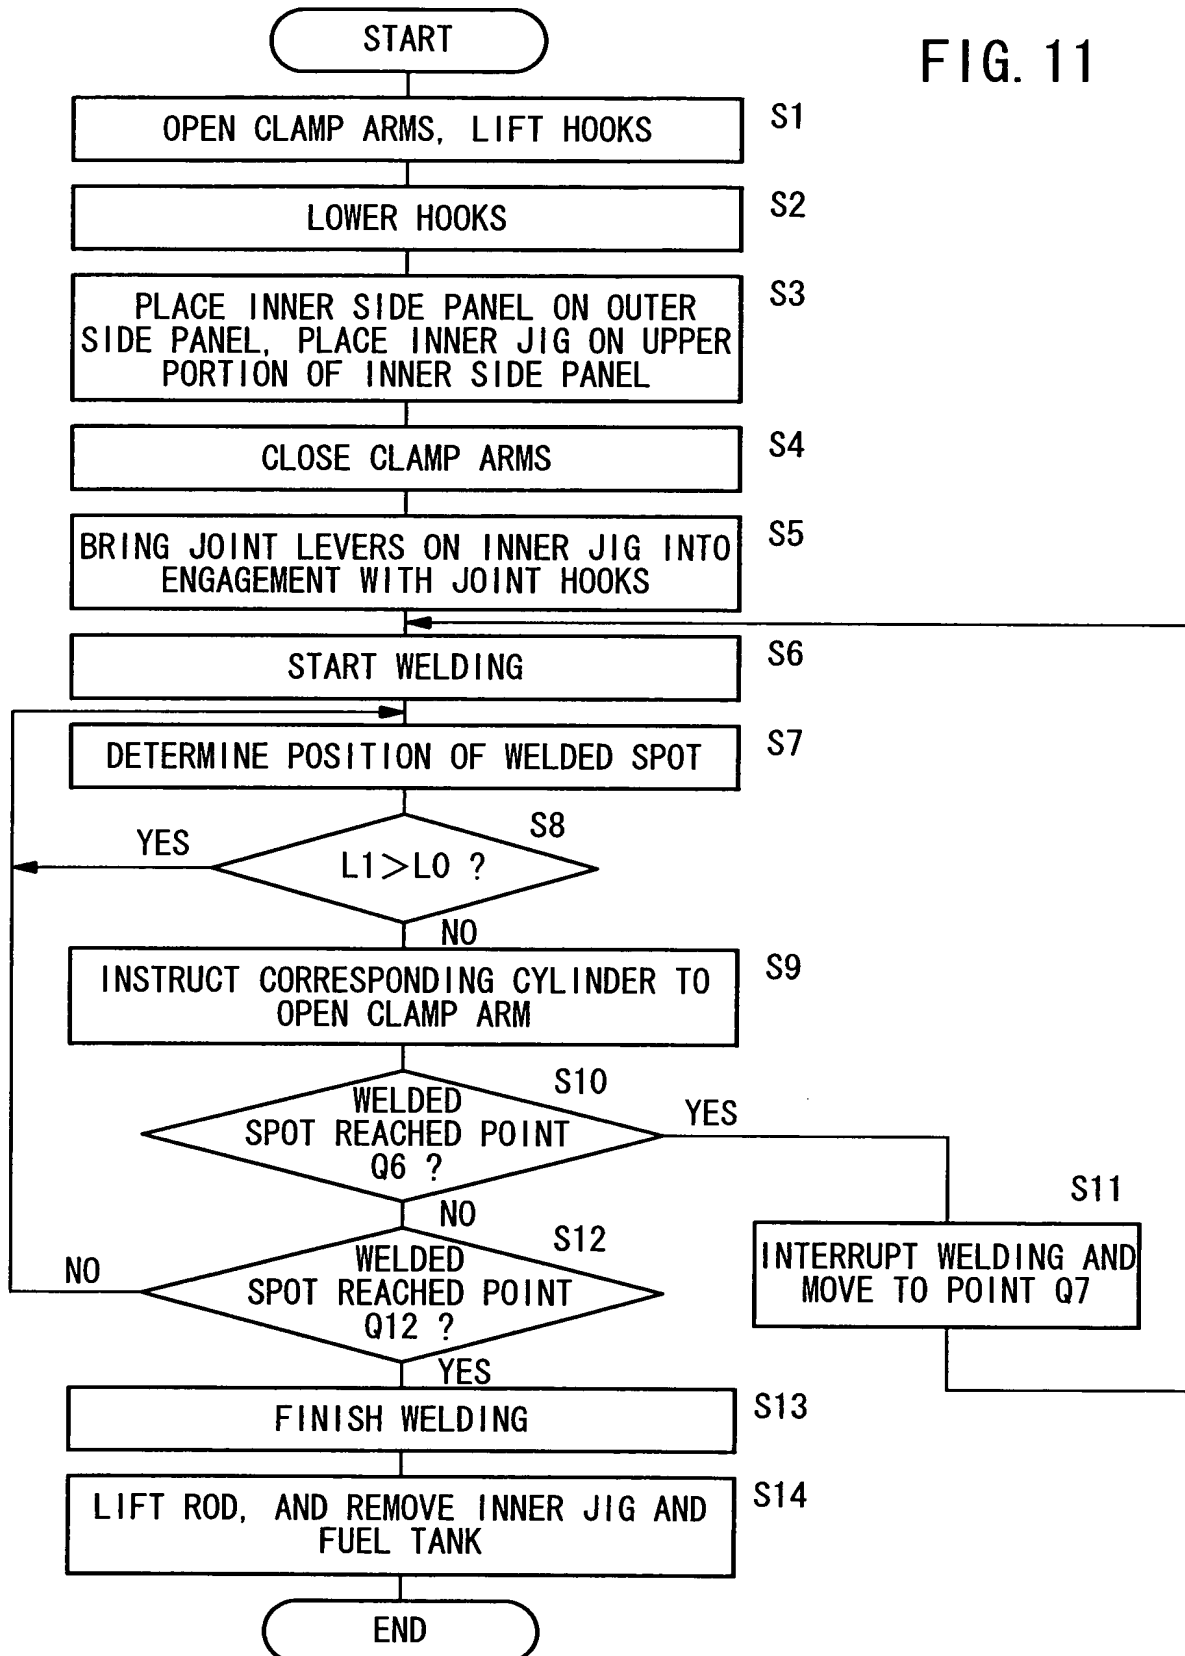 FIG. 11
START
OPEN CLAMP ARMS, LIFT HOOKS
S1
LOWER HOOKS
S2
PLACE INNER SIDE PANEL ON OUTER
SIDE PANEL, PLACE INNER JIG ON UPPER
PORTION OF INNER SIDE PANEL
S3
CLOSE CLAMP ARMS
S4
BRING JOINT LEVERS ON INNER JIG INTO
ENGAGEMENT WITH JOINT HOOKS
S5
START WELDING
S6
DETERMINE POSITION OF WELDED SPOT
S7
L1>L0 ?
S8
YES
NO
INSTRUCT CORRESPONDING CYLINDER TO
OPEN CLAMP ARM
S9
WELDED
SPOT REACHED POINT
Q6 ?
S10
YES
NO
INTERRUPT WELDING AND
MOVE TO POINT Q7
S11
WELDED
SPOT REACHED POINT
Q12 ?
S12
NO
YES
FINISH WELDING
S13
LIFT ROD, AND REMOVE INNER JIG AND
FUEL TANK
S14
END